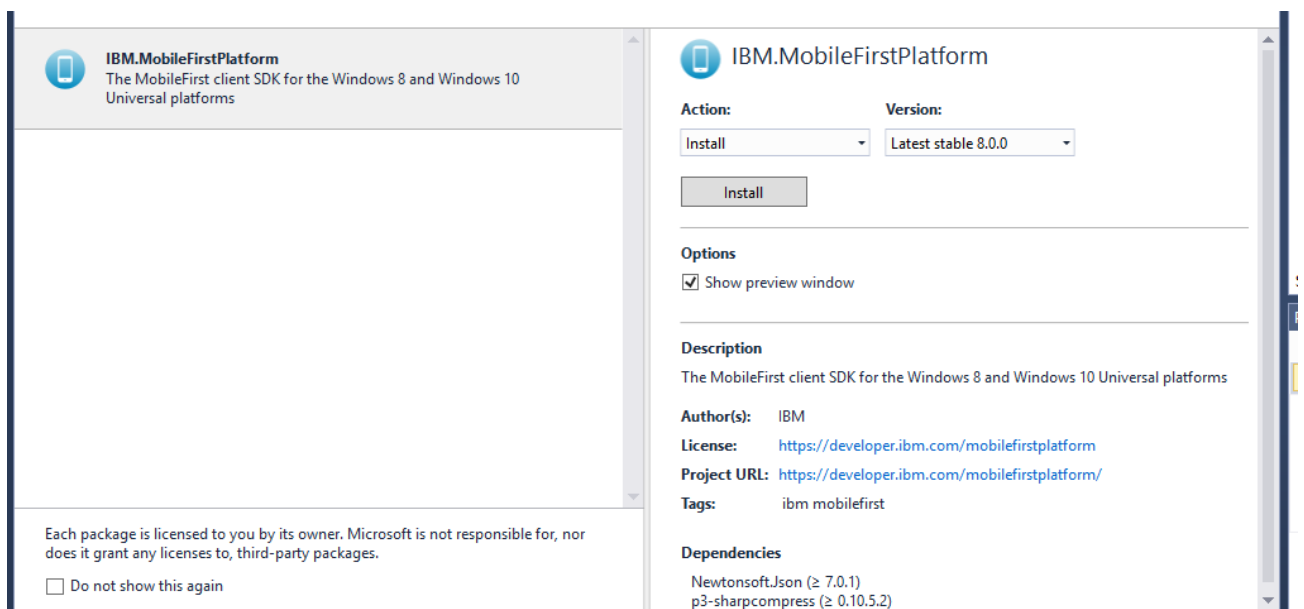 IBM.MobileFirstPlatform
The MobileFirst client SDK for the Windows 8 and Windows 10
Universal platforms
Each package is licensed to you by its owner. Microsoft is not responsible for, nor
does it grant any licenses to, third-party packages.
Do not show this again
IBM.MobileFirstPlatform
Action: Version:
Install Latest stable 8.0.0
Install
Options
Show preview window
Description
The MobileFirst client SDK for the Windows 8 and Windows 10 Universal platforms
Author(s): IBM
License: https://developer.ibm.com/mobilefirstplatform
Project URL: https://developer.ibm.com/mobilefirstplatform/
Tags: ibm mobilefirst
Dependencies
Newtonsoft.Json (≥ 7.0.1)
p3-sharpcompress (≥ 0.10.5.2)